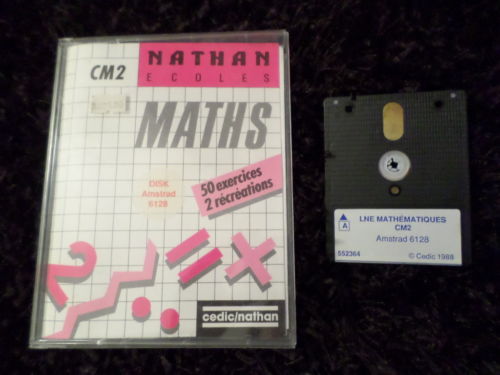 CM2
NATHAN
ECOLES
MATHS
50 exercices
2 récréations
DISK
Amstrad
6128
cedic/nathan
A
LNE MATHÉMATIQUES
CM2
Amstrad 6128
552364
© Cedic 1988